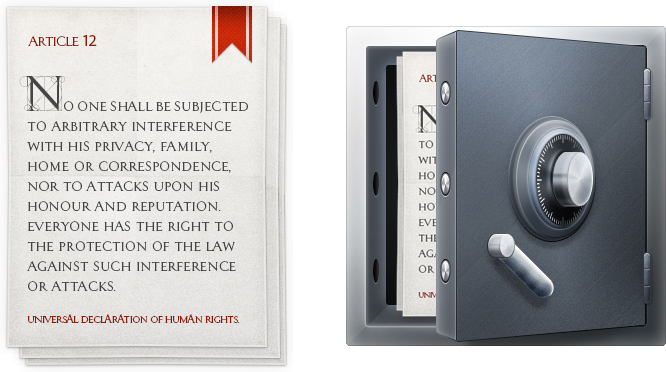 ARTICLE 12
NO ONE SHALL BE SUBJECTED
TO ARBITRARY INTERFERENCE
WITH HIS PRIVACY, FAMILY,
HOME OR CORRESPONDENCE,
NOR TO ATTACKS UPON HIS
HONOUR AND REPUTATION.
EVERYONE HAS THE RIGHT TO
THE PROTECTION OF THE LAW
AGAINST SUCH INTERFERENCE
OR ATTACKS.
UNIVERSAL DECLARATION OF HUMAN RIGHTS.